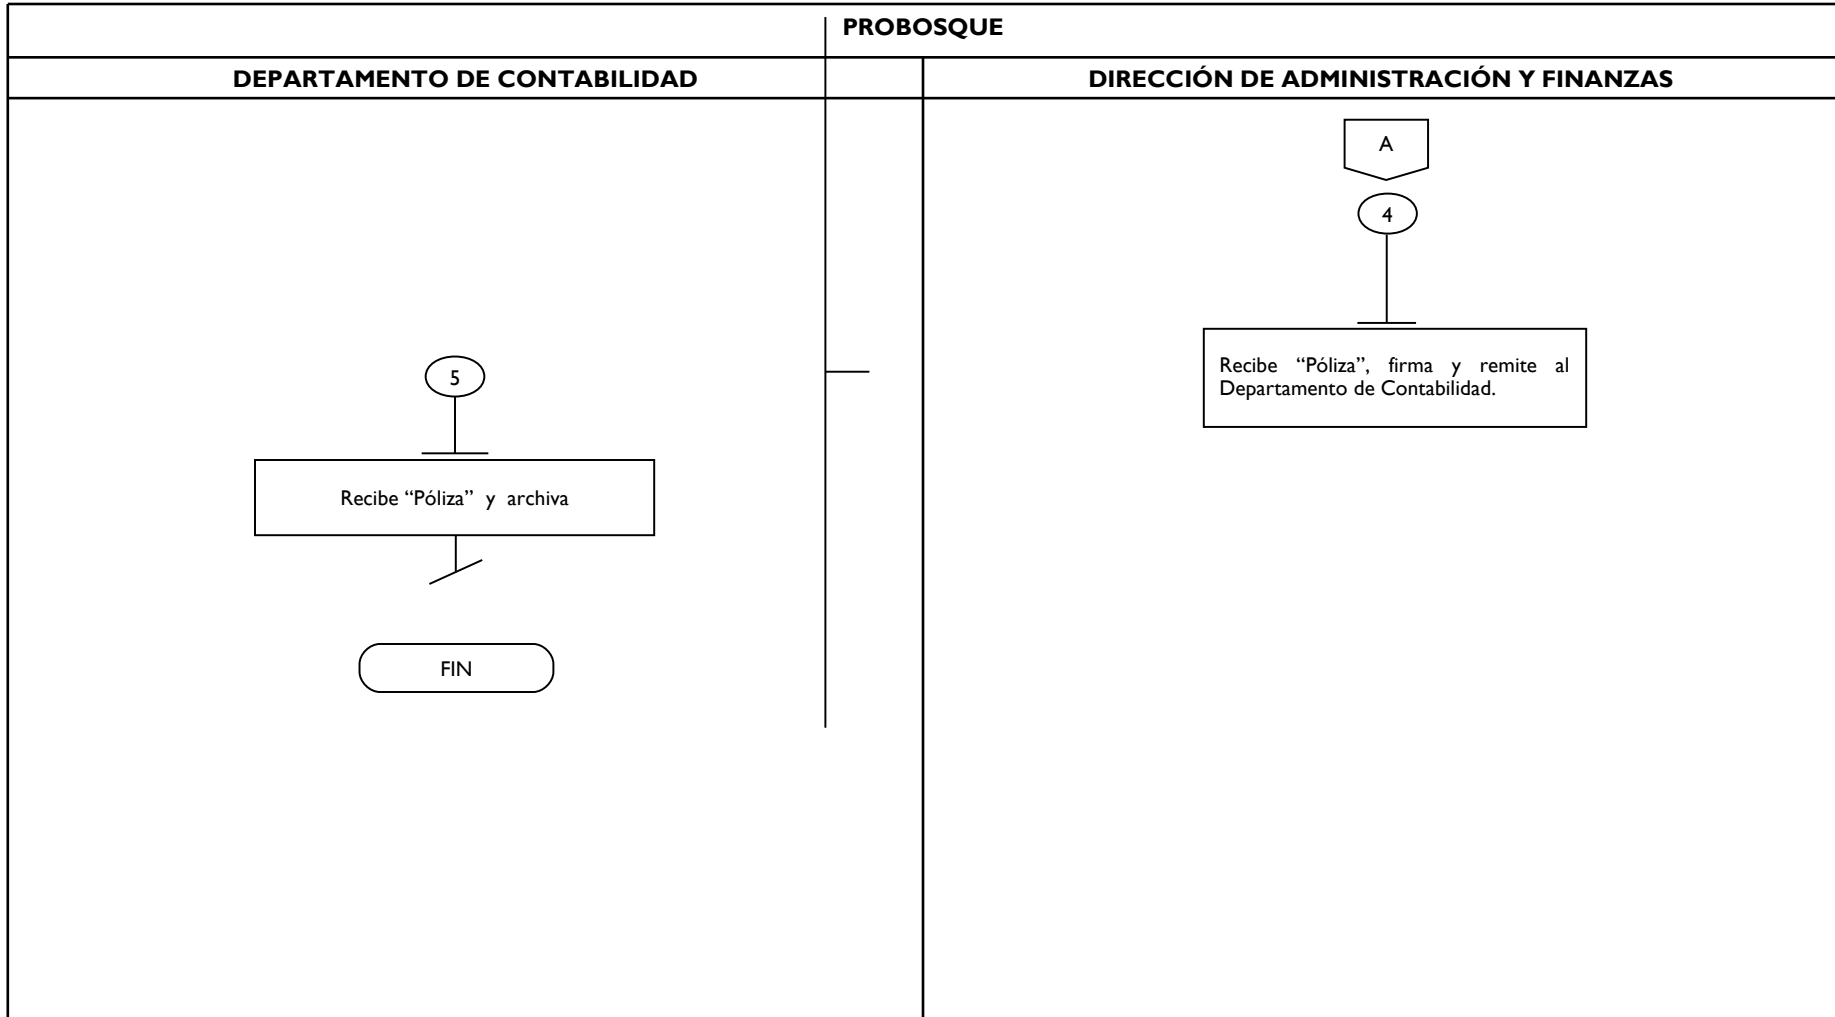 PROBOSQUE
DEPARTAMENTO DE CONTABILIDAD
DIRECCIÓN DE ADMINISTRACIÓN Y FINANZAS
A
4
Recibe “Póliza”, firma y remite al
Departamento de Contabilidad.
5
Recibe “Póliza” y archiva
FIN